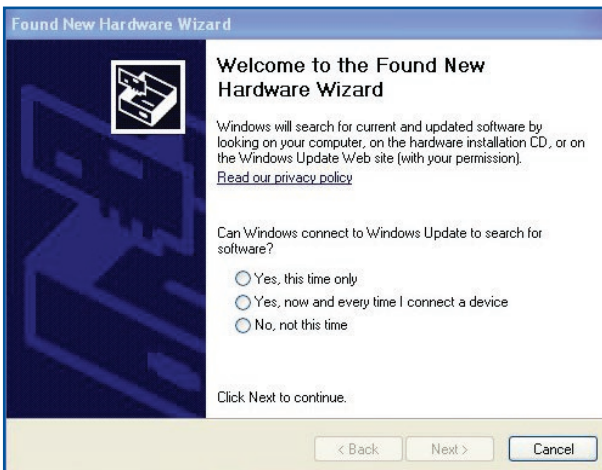 Found New Hardware Wizard
Welcome to the Found New
Hardware Wizard
Windows will search for current and updated software by
looking on your computer, on the hardware installation CD, or on
the Windows Update Web site (with your permission).
Read our privacy policy
Can Windows connect to Windows Update to search for
software?
Yes, this time only
Yes, now and every time I connect a device
No, not this time
Click Next to continue.
< Back Next > Cancel